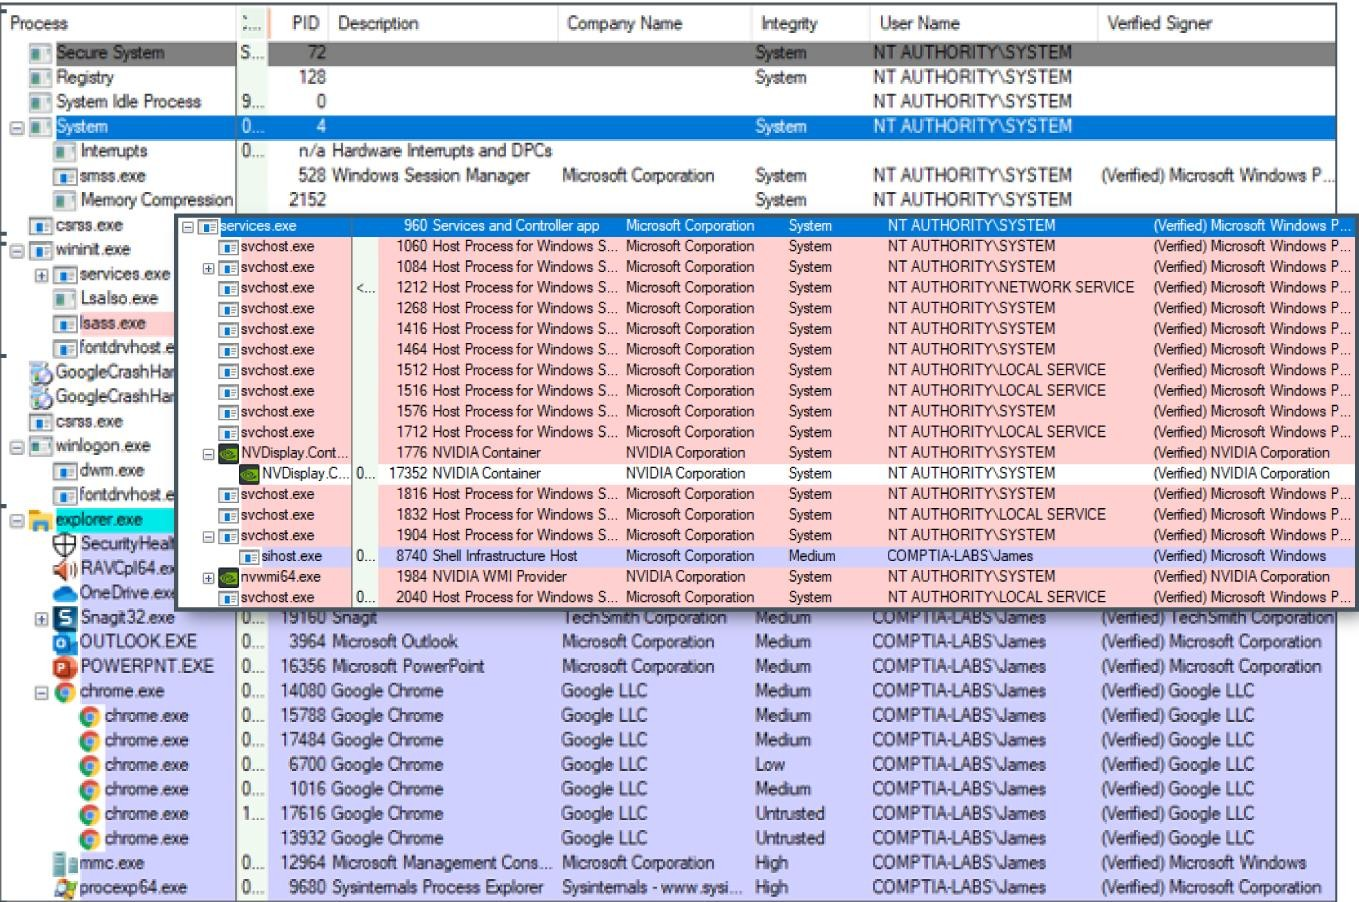 Process :... PID Description Company Name Integrity User Name Verified Signer
Secure System S... 72 System NT AUTHORITY\SYSTEM
Registry 128 System NT AUTHORITY\SYSTEM
System Idle Process 9... 0 NT AUTHORITY\SYSTEM
System 0... 4 System NT AUTHORITY\SYSTEM
Interrupts 0... n/a Hardware Interrupts and DPCs
smss.exe 528 Windows Session Manager Microsoft Corporation System NT AUTHORITY\SYSTEM (Verified) Microsoft Windows P...
Memory Compression 2152 System NT AUTHORITY\SYSTEM
csrss.exe
wininit.exe
services.exe
LsaIso.exe
lsass.exe
fontdrvhost.e
GoogleCrashHan
GoogleCrashHan
csrss.exe
winlogon.exe
dwm.exe
fontdrvhost.e
explorer.exe
SecurityHealt
RAVCpl64.ex
OneDrive.exe
services.exe 960 Services and Controller app Microsoft Corporation System NT AUTHORITY\SYSTEM (Verified) Microsoft Windows P...
svchost.exe 1060 Host Process for Windows S... Microsoft Corporation System NT AUTHORITY\SYSTEM (Verified) Microsoft Windows P...
svchost.exe 1084 Host Process for Windows S... Microsoft Corporation System NT AUTHORITY\SYSTEM (Verified) Microsoft Windows P...
svchost.exe <... 1212 Host Process for Windows S... Microsoft Corporation System NT AUTHORITY\NETWORK SERVICE (Verified) Microsoft Windows P...
svchost.exe 1268 Host Process for Windows S... Microsoft Corporation System NT AUTHORITY\SYSTEM (Verified) Microsoft Windows P...
svchost.exe 1416 Host Process for Windows S... Microsoft Corporation System NT AUTHORITY\SYSTEM (Verified) Microsoft Windows P...
svchost.exe 1464 Host Process for Windows S... Microsoft Corporation System NT AUTHORITY\SYSTEM (Verified) Microsoft Windows P...
svchost.exe 1512 Host Process for Windows S... Microsoft Corporation System NT AUTHORITY\LOCAL SERVICE (Verified) Microsoft Windows P...
svchost.exe 1516 Host Process for Windows S... Microsoft Corporation System NT AUTHORITY\LOCAL SERVICE (Verified) Microsoft Windows P...
svchost.exe 1576 Host Process for Windows S... Microsoft Corporation System NT AUTHORITY\SYSTEM (Verified) Microsoft Windows P...
svchost.exe 1712 Host Process for Windows S... Microsoft Corporation System NT AUTHORITY\LOCAL SERVICE (Verified) Microsoft Windows P...
NVDisplay.Cont... 1776 NVIDIA Container NVIDIA Corporation System NT AUTHORITY\SYSTEM (Verified) NVIDIA Corporation
NVDisplay.C... 0... 17352 NVIDIA Container NVIDIA Corporation System NT AUTHORITY\SYSTEM (Verified) NVIDIA Corporation
svchost.exe 1816 Host Process for Windows S... Microsoft Corporation System NT AUTHORITY\SYSTEM (Verified) Microsoft Windows P...
svchost.exe 1832 Host Process for Windows S... Microsoft Corporation System NT AUTHORITY\LOCAL SERVICE (Verified) Microsoft Windows P...
svchost.exe 1904 Host Process for Windows S... Microsoft Corporation System NT AUTHORITY\SYSTEM (Verified) Microsoft Windows P...
sihost.exe 0... 8740 Shell Infrastructure Host Microsoft Corporation Medium COMPTIA-LABS\James (Verified) Microsoft Windows
nvwmi64.exe 1984 NVIDIA WMI Provider NVIDIA Corporation System NT AUTHORITY\SYSTEM (Verified) NVIDIA Corporation
svchost.exe 0... 2040 Host Process for Windows S... Microsoft Corporation System NT AUTHORITY\LOCAL SERVICE (Verified) Microsoft Windows P...
Snagit32.exe 0... 19160 Snagit TechSmith Corporation Medium COMPTIA-LABS\James (Verified) TechSmith Corporation
OUTLOOK.EXE 0... 3964 Microsoft Outlook Microsoft Corporation Medium COMPTIA-LABS\James (Verified) Microsoft Corporation
POWERPNT.EXE 0... 16356 Microsoft PowerPoint Microsoft Corporation Medium COMPTIA-LABS\James (Verified) Microsoft Corporation
chrome.exe 0... 14080 Google Chrome Google LLC Medium COMPTIA-LABS\James (Verified) Google LLC
chrome.exe 0... 15788 Google Chrome Google LLC Medium COMPTIA-LABS\James (Verified) Google LLC
chrome.exe 0... 17484 Google Chrome Google LLC Medium COMPTIA-LABS\James (Verified) Google LLC
chrome.exe 0... 6700 Google Chrome Google LLC Low COMPTIA-LABS\James (Verified) Google LLC
chrome.exe 0... 1016 Google Chrome Google LLC Medium COMPTIA-LABS\James (Verified) Google LLC
chrome.exe 1... 17616 Google Chrome Google LLC Untrusted COMPTIA-LABS\James (Verified) Google LLC
chrome.exe 13932 Google Chrome Google LLC Untrusted COMPTIA-LABS\James (Verified) Google LLC
mmc.exe 0... 12964 Microsoft Management Cons... Microsoft Corporation High COMPTIA-LABS\James (Verified) Microsoft Windows
procexp64.exe 0... 9680 Sysinternals Process Explorer Sysinternals - www.sysi... High COMPTIA-LABS\James (Verified) Microsoft Corporation